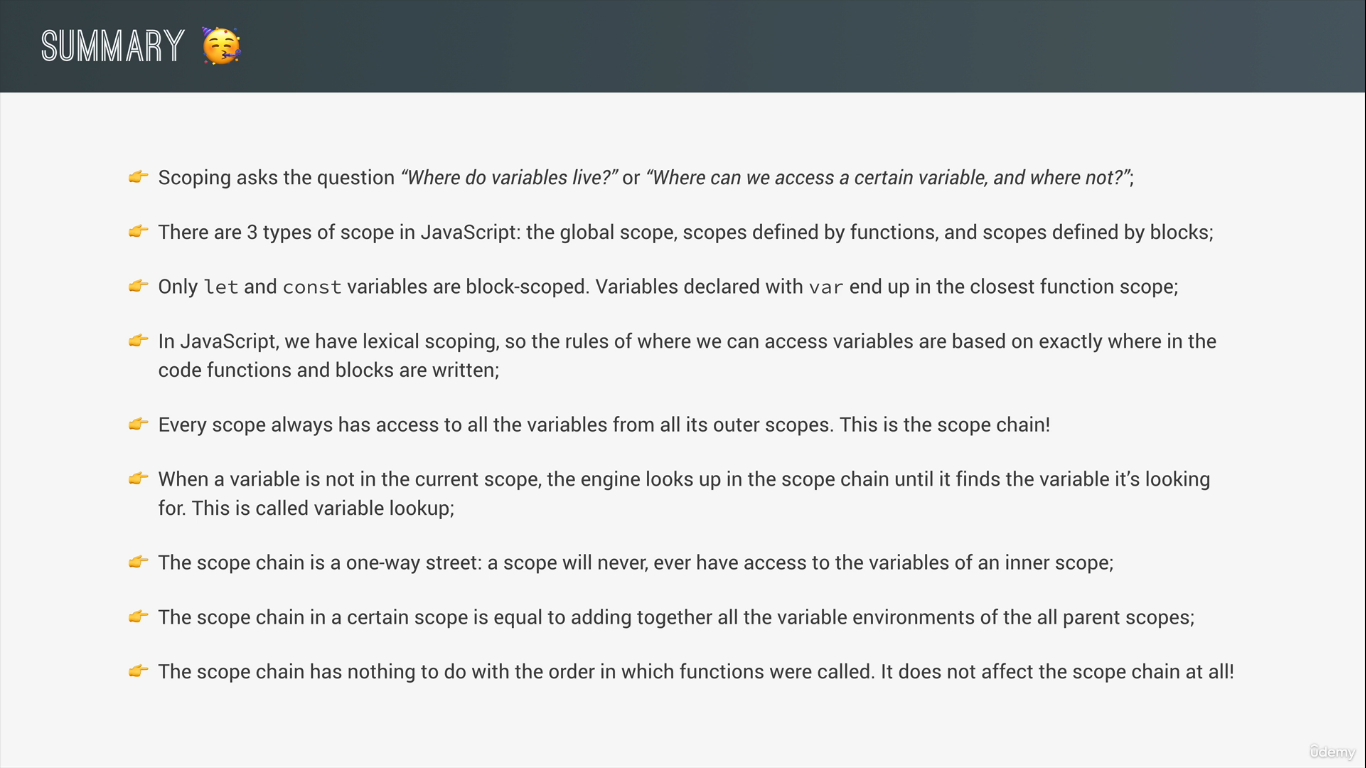 SUMMARY 🥳
👉 Scoping asks the question “Where do variables live?” or “Where can we access a certain variable, and where not?”;
👉 There are 3 types of scope in JavaScript: the global scope, scopes defined by functions, and scopes defined by blocks;
👉 Only let and const variables are block-scoped. Variables declared with var end up in the closest function scope;
👉 In JavaScript, we have lexical scoping, so the rules of where we can access variables are based on exactly where in the
code functions and blocks are written;
👉 Every scope always has access to all the variables from all its outer scopes. This is the scope chain!
👉 When a variable is not in the current scope, the engine looks up in the scope chain until it finds the variable it’s looking
for. This is called variable lookup;
👉 The scope chain is a one-way street: a scope will never, ever have access to the variables of an inner scope;
👉 The scope chain in a certain scope is equal to adding together all the variable environments of the all parent scopes;
👉 The scope chain has nothing to do with the order in which functions were called. It does not affect the scope chain at all!
ûdemy